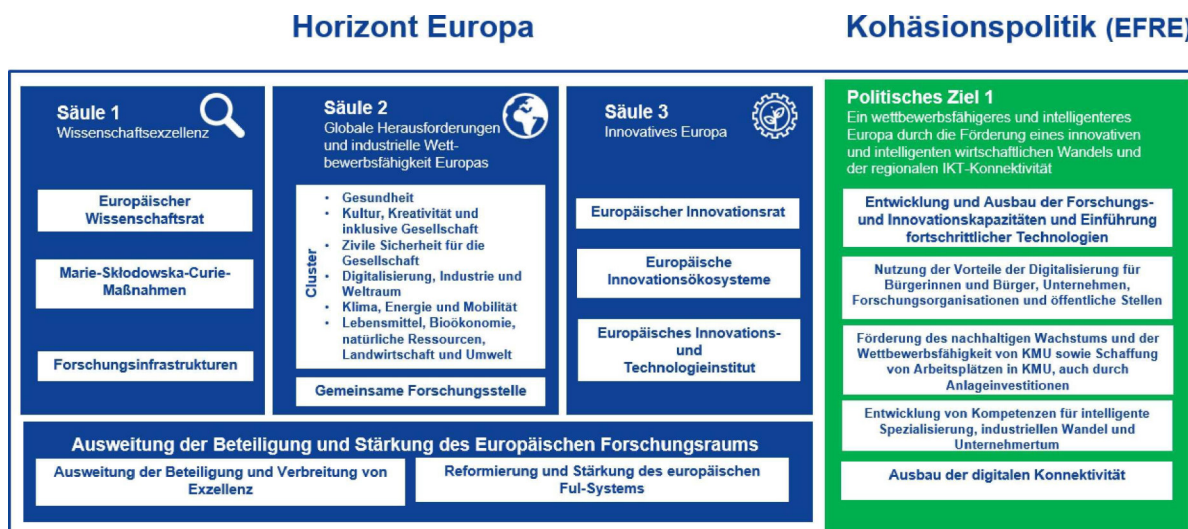 Horizont Europa
Kohäsionspolitik (EFRE)
Säule 1
Wissenschaftsexzellenz
Europäischer
Wissenschaftsrat
Marie-Skłodowska-Curie-
Maßnahmen
Forschungsinfrastrukturen
Säule 2
Globale Herausforderungen
und industrielle Wett-
bewerbsfähigkeit Europas
Cluster
• Gesundheit
• Kultur, Kreativität und
inklusive Gesellschaft
• Zivile Sicherheit für die
Gesellschaft
• Digitalisierung, Industrie und
Weltraum
• Klima, Energie und Mobilität
• Lebensmittel, Bioökonomie,
natürliche Ressourcen,
Landwirtschaft und Umwelt
Gemeinsame Forschungsstelle
Säule 3
Innovatives Europa
Europäischer Innovationsrat
Europäische
Innovationsökosysteme
Europäisches Innovations-
und
Technologieinstitut
Ausweitung der Beteiligung und Stärkung des Europäischen Forschungsraums
Ausweitung der Beteiligung und Verbreitung von
Exzellenz
Reformierung und Stärkung des europäischen
FuI-Systems
Politisches Ziel 1
Ein wettbewerbsfähigeres und intelligenteres
Europa durch die Förderung eines innovativen
und intelligenten wirtschaftlichen Wandels und
der regionalen IKT-Konnektivität
Entwicklung und Ausbau der Forschungs-
und Innovationskapazitäten und Einführung
fortschrittlicher Technologien
Nutzung der Vorteile der Digitalisierung für
Bürgerinnen und Bürger, Unternehmen,
Forschungsorganisationen und öffentliche Stellen
Förderung des nachhaltigen Wachstums und der
Wettbewerbsfähigkeit von KMU sowie Schaffung
von Arbeitsplätzen in KMU, auch durch
Anlageinvestitionen
Entwicklung von Kompetenzen für intelligente
Spezialisierung, industriellen Wandel und
Unternehmertum
Ausbau der digitalen Konnektivität